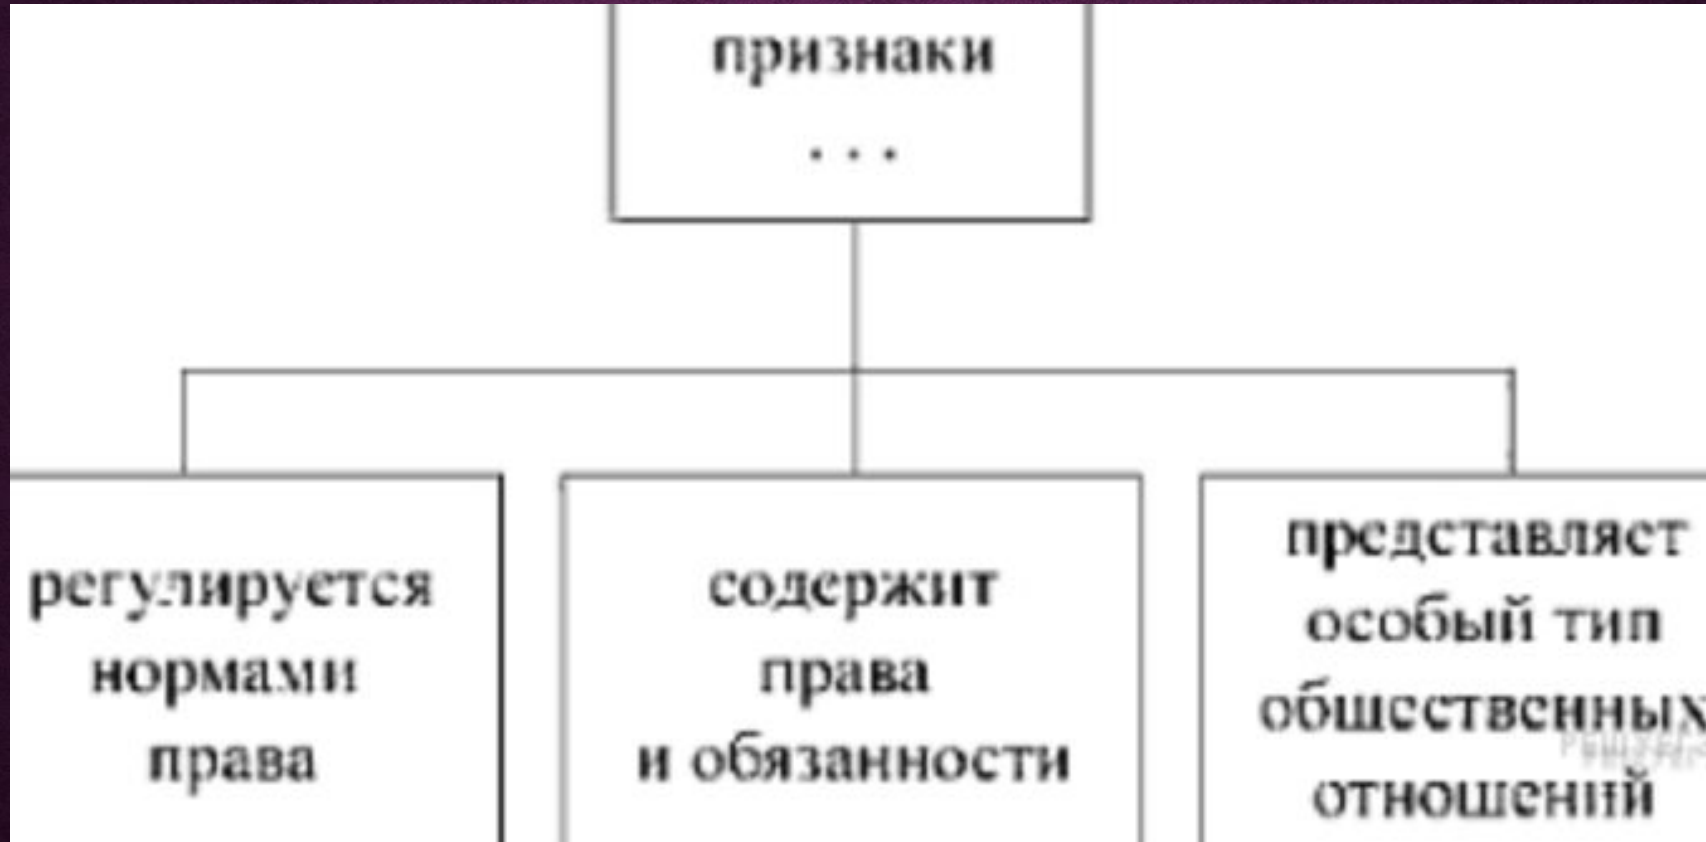 признаки
. . .
регулируется
нормами
права
содержит
права
и обязанности
представляет
особый тип
общественных
отношений